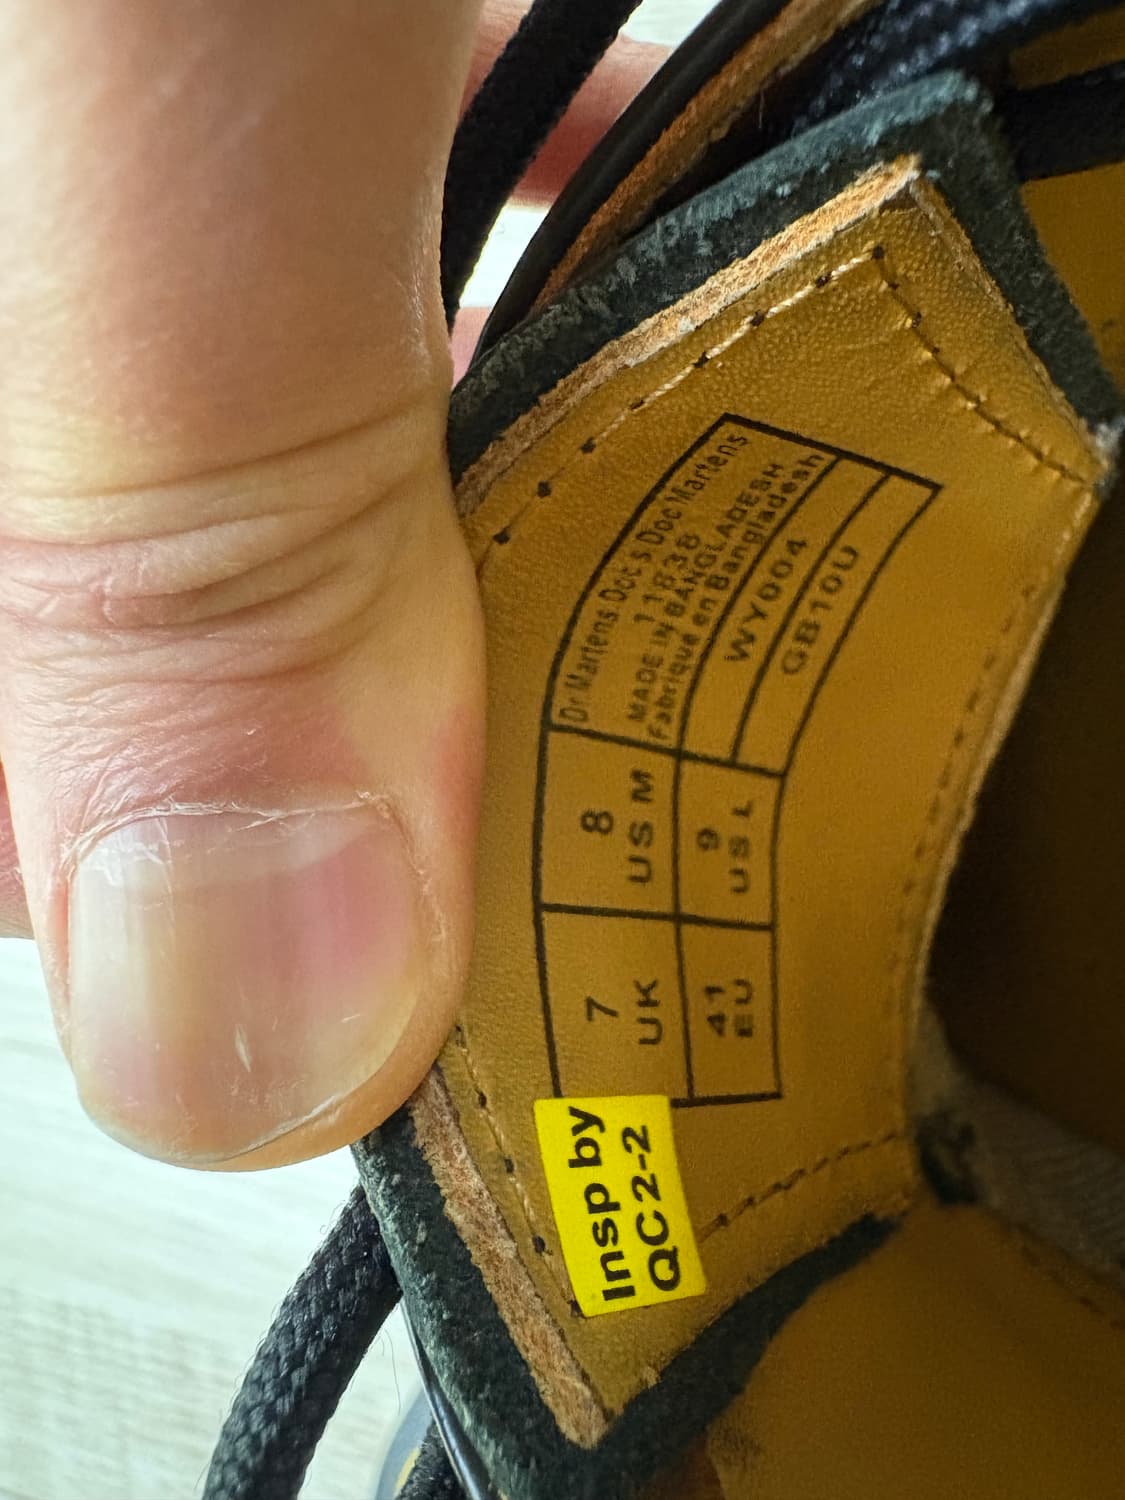 7
UK
8
US M
Dr Martens Doc's Doc Martens
11838
MADE IN BANGLADESH
Fabriqué en Bangladesh
41
EU
9
US L
WY004
GB10U
Insp by
QC2-2